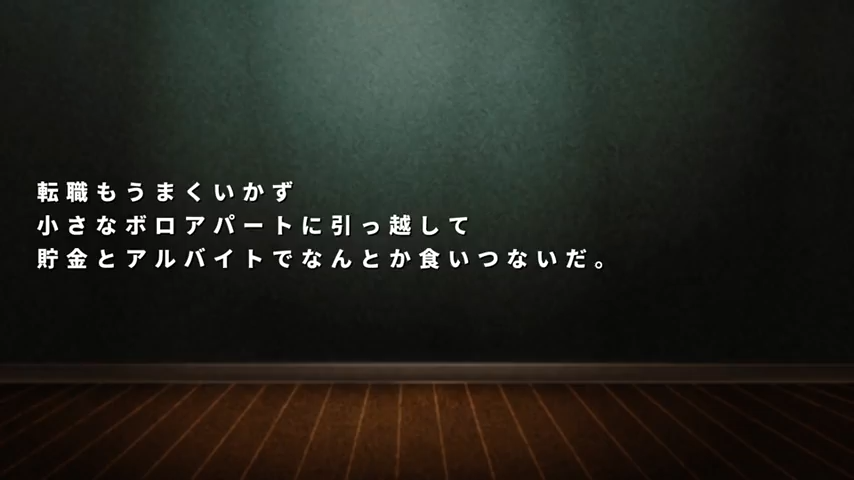 転職もうまくいかず
小さなボロアパートに引っ越して
貯金とアルバイトでなんとか食いつないだ。